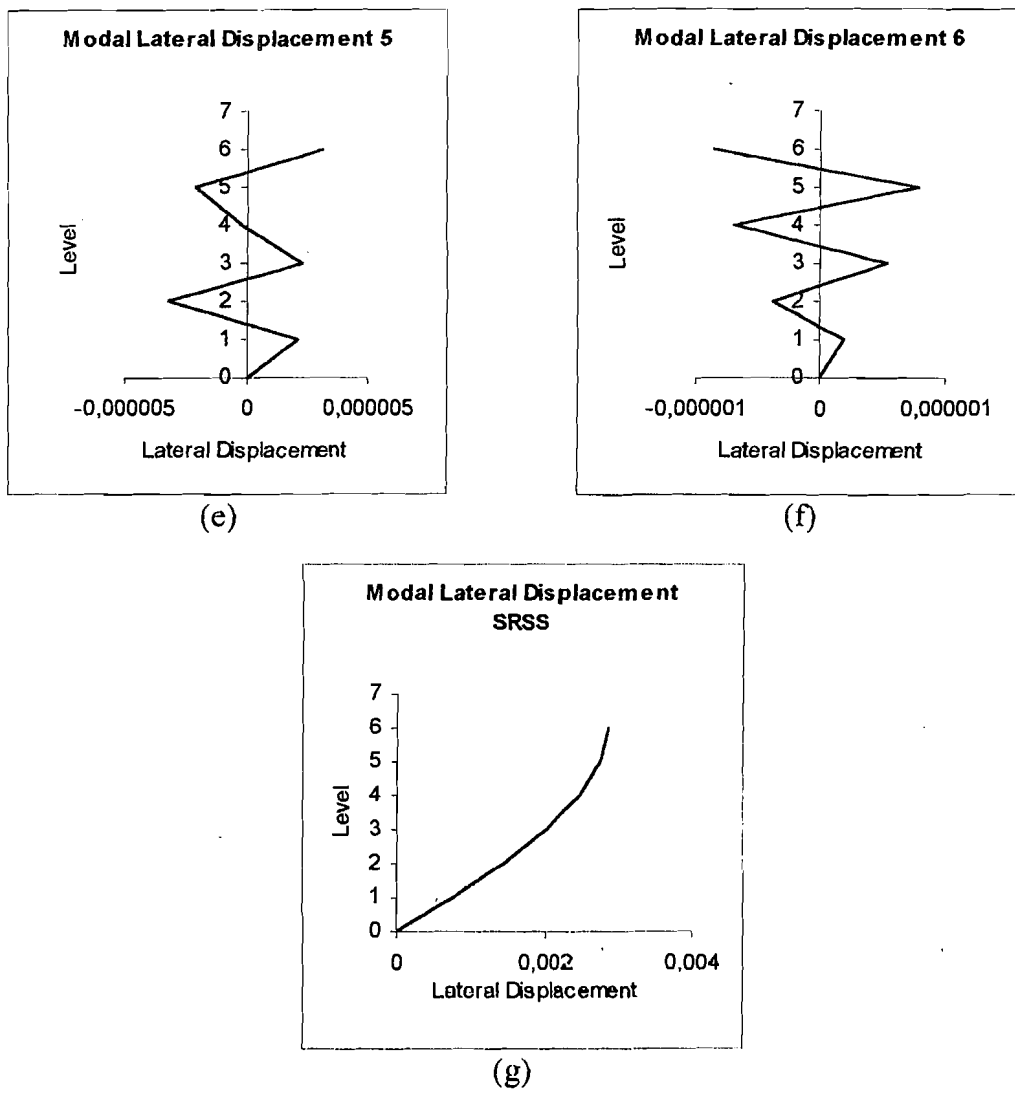 Modal Lateral Displacement 5
7
6
5
4
3
2
1
0
Level
-0,000005 0 0,000005
Lateral Displacement
(e)
Modal Lateral Displacement 6
7
6
5
4
3
2
1
0
Level
-0,000001 0 0,000001
Lateral Displacement
(f)
Modal Lateral Displacement
SRSS
7
6
5
4
3
2
1
0
Level
0 0,002 0,004
Lateral Displacement
(g)